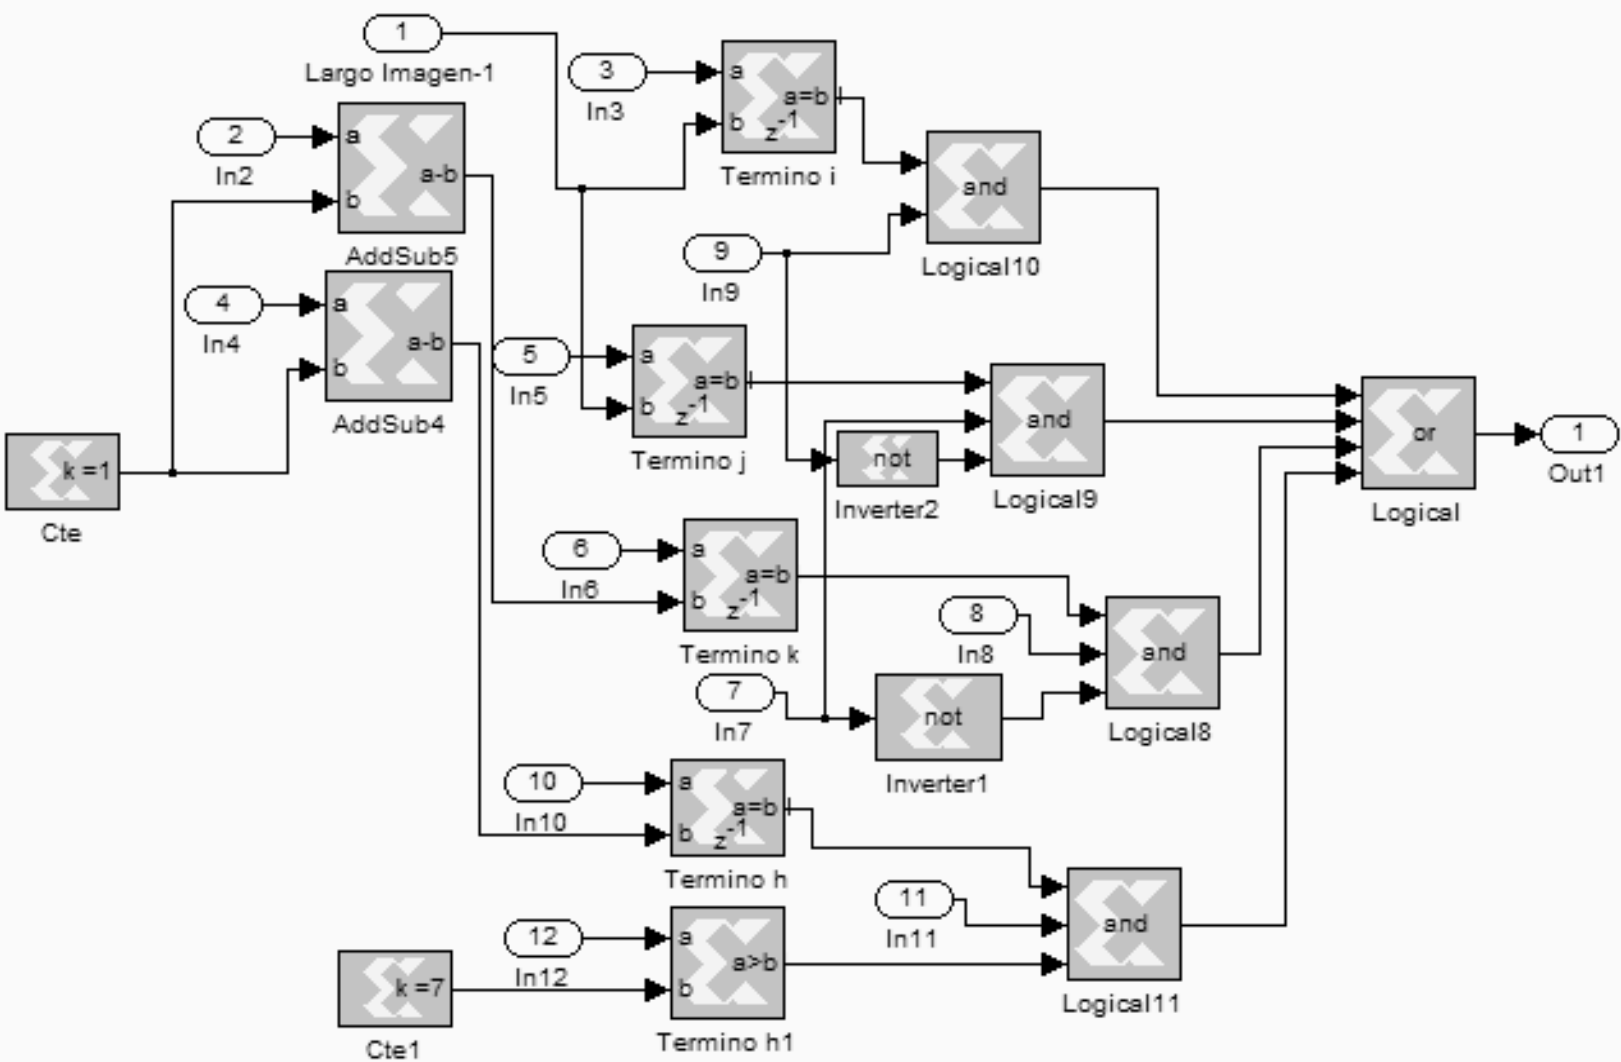 1
Largo Imagen-1
3
In3
a
b
a=b
z-1
Termino i
2
In2
a
b
a-b
AddSub5
and
Logical10
9
In9
4
In4
a
b
a-b
AddSub4
5
In5
a
b
a=b
z-1
Termino j
and
Logical9
not
Inverter2
or
Logical
1
Out1
k =1
Cte
6
In6
a
b
a=b
z-1
Termino k
8
In8
and
Logical8
7
In7
not
Inverter1
10
In10
a
b
a=b
z-1
Termino h
11
In11
and
Logical11
12
In12
a
b
a>b
Termino h1
k =7
Cte1